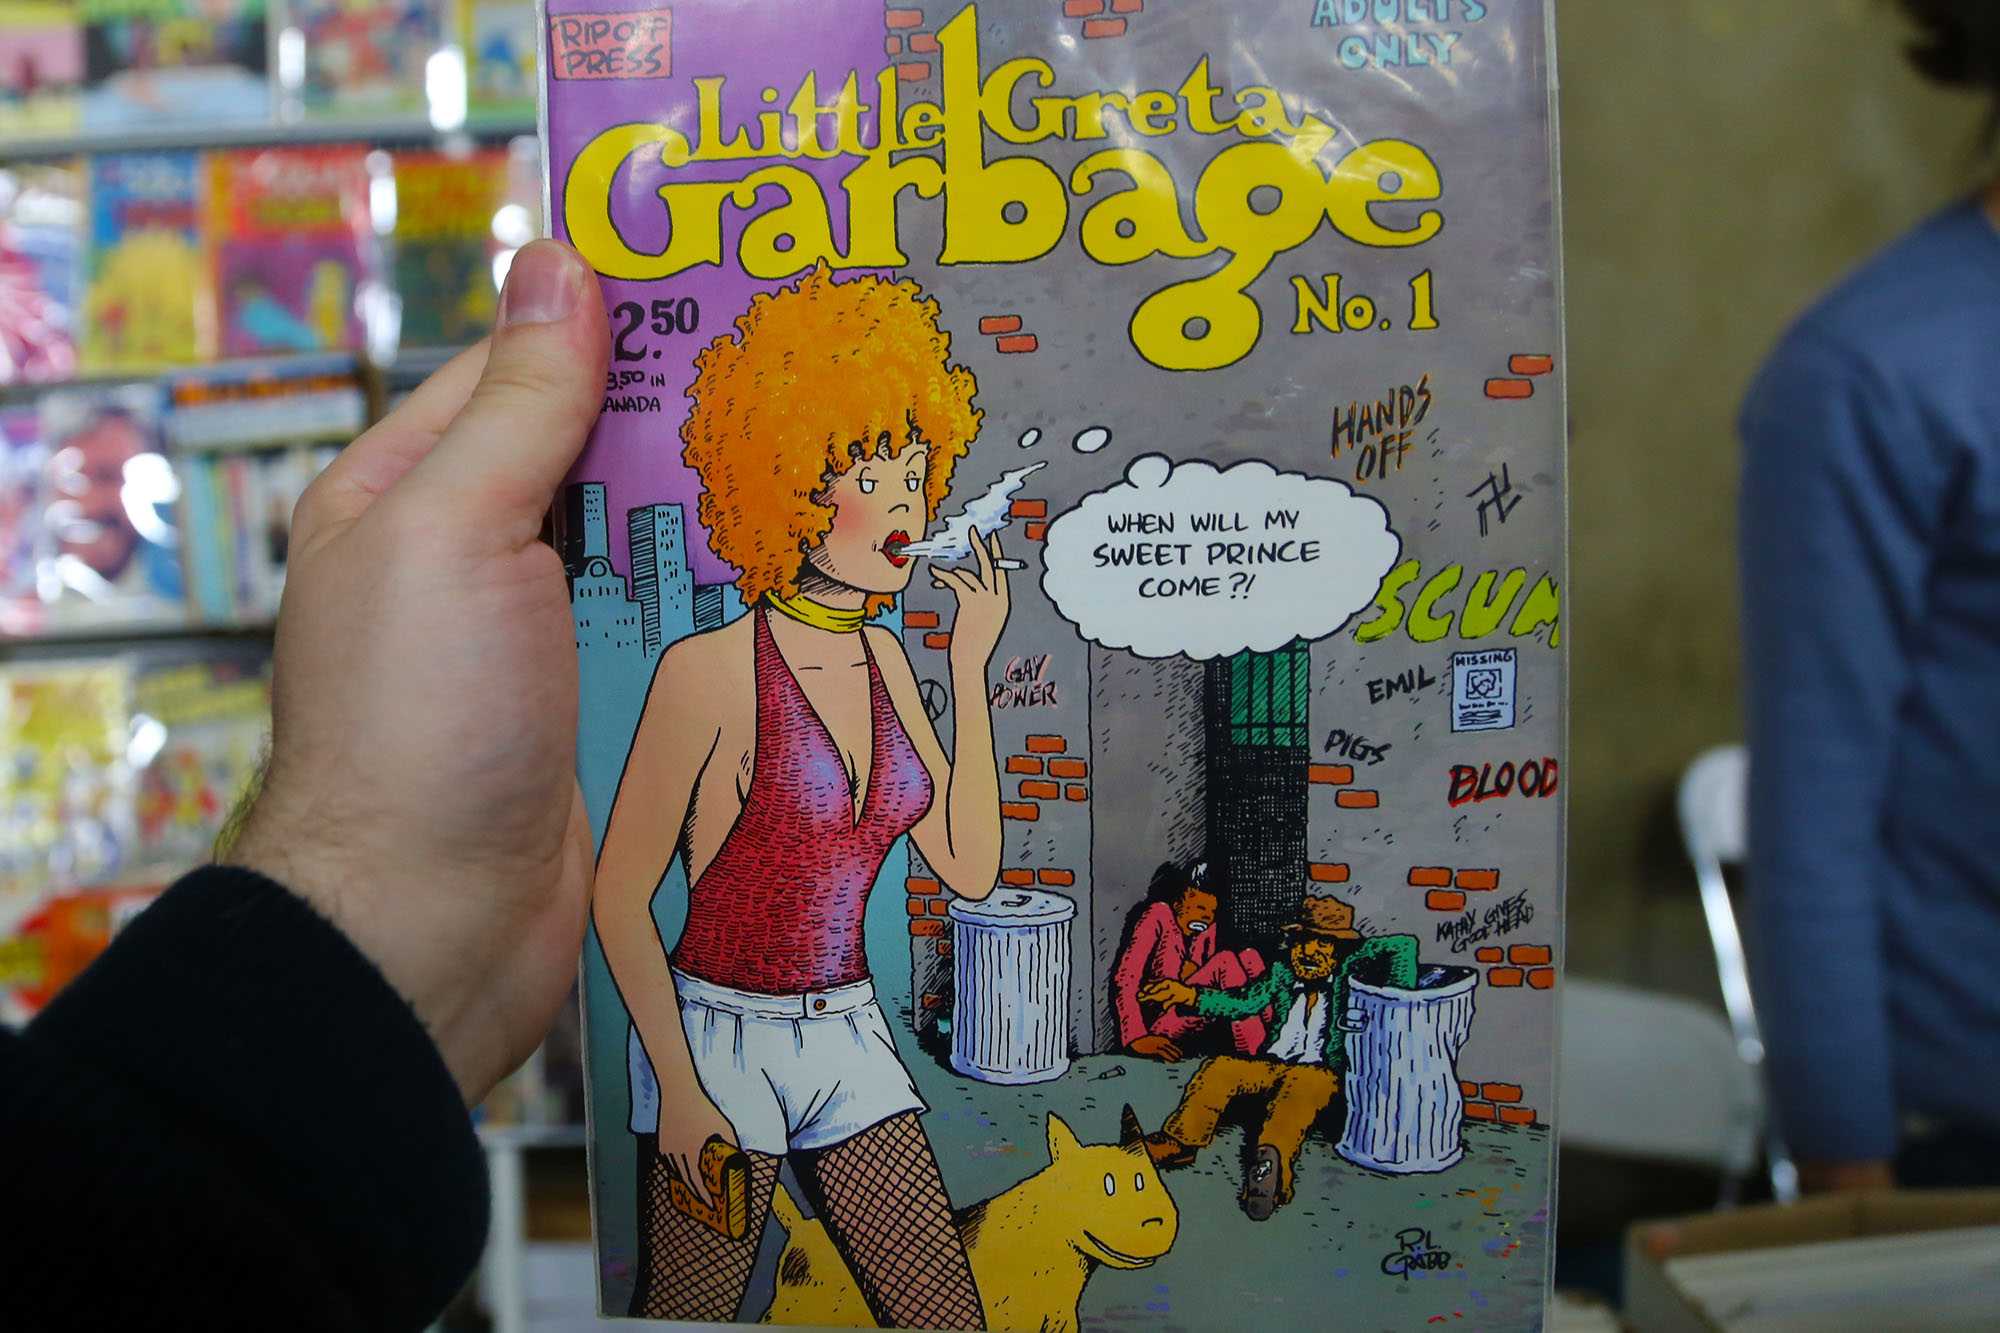 RIP OFF
PRESS
ADULTS
ONLY
Little Greta
Garbage
No. 1
2.50
3.50 IN
CANADA
HANDS
OFF
WHEN WILL MY
SWEET PRINCE
COME?!
SCUM
GAY
POWER
EMIL
MISSING
PIGS
BLOOD
KATHY GIVES
GOOD HEAD
R.L.
CRABB